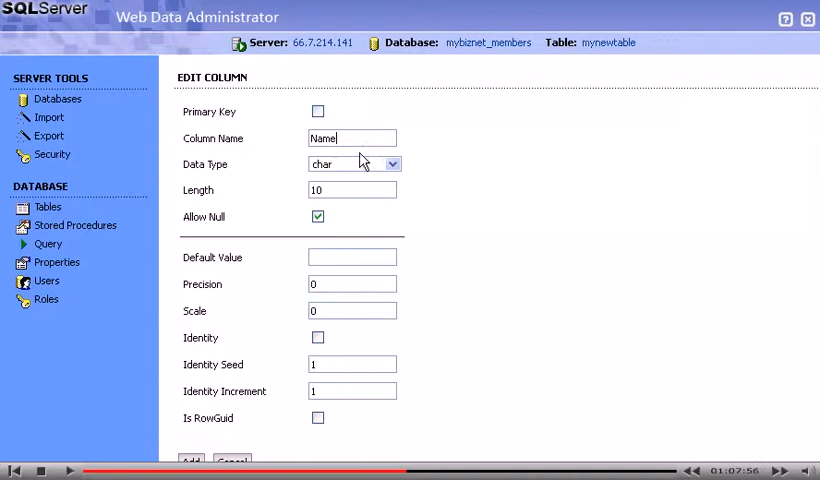 SQLServer
Web Data Administrator
Server: 66.7.214.141 Database: mybiznet_members Table: mynewtable
SERVER TOOLS
Databases
Import
Export
Security
DATABASE
Tables
Stored Procedures
Query
Properties
Users
Roles
EDIT COLUMN
Primary Key
Column Name Name
Data Type char
Length 10
Allow Null
Default Value
Precision 0
Scale 0
Identity
Identity Seed 1
Identity Increment 1
Is RowGuid
Add Cancel
01:07:56